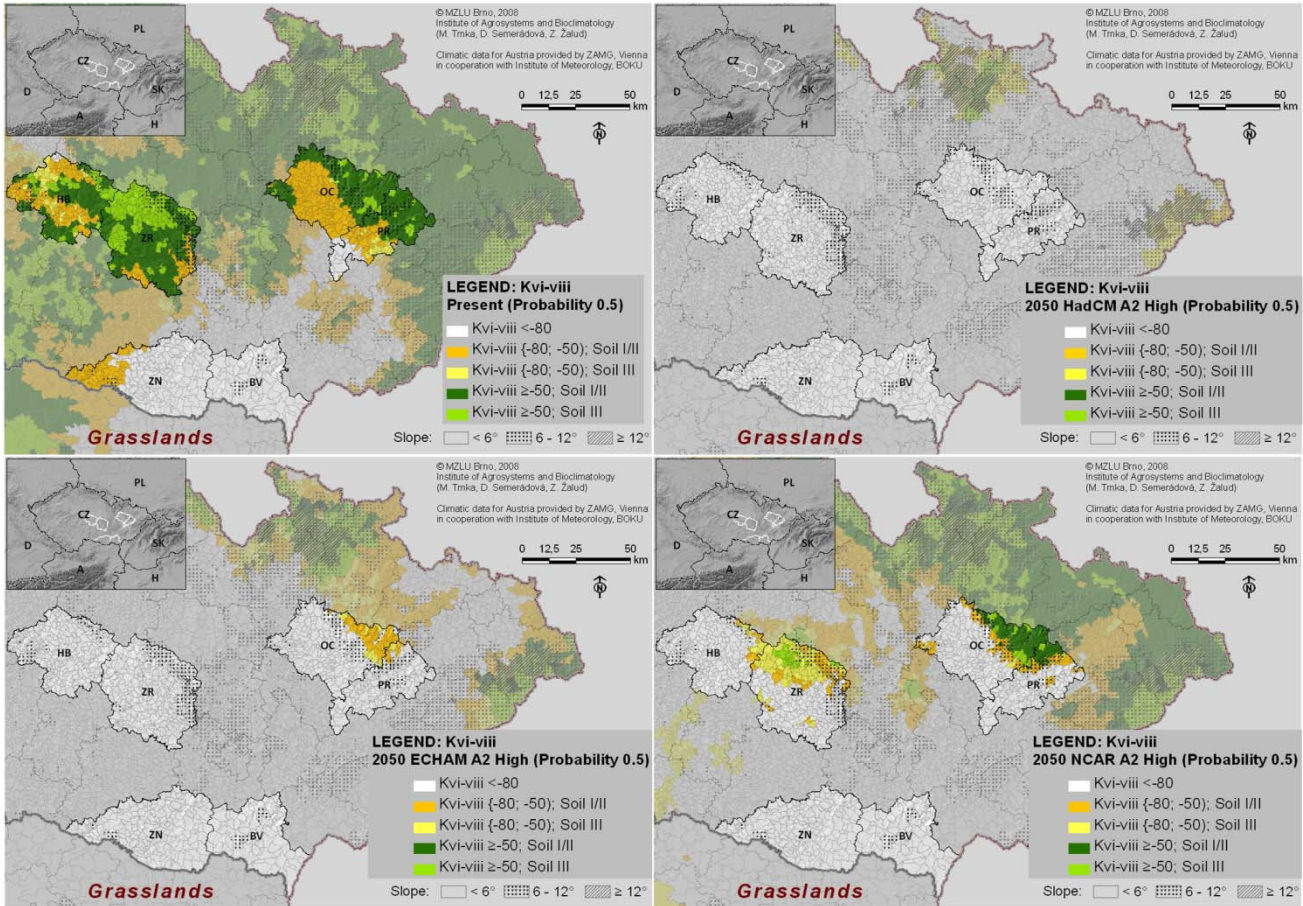 PL
CZ
D
SK
A
H
© MZLU Brno, 2008
Institute of Agrosystems and Bioclimatology
(M. Trnka, D. Semerádová, Z. Žalud)
Climatic data for Austria provided by ZAMG, Vienna
in cooperation with Institute of Meteorology, BOKU
0 12,5 25 50
km
N
HB
OC
ZR
PR
ZN
BV
LEGEND: Kvi-viii
Present (Probability 0.5)
Kvi-viii <-80
Kvi-viii {-80; -50); Soil I/II
Kvi-viii {-80; -50); Soil III
Kvi-viii ≥-50; Soil I/II
Kvi-viii ≥-50; Soil III
Grasslands
Slope: < 6° 6 - 12° ≥ 12°
PL
CZ
D
SK
A
H
© MZLU Brno, 2008
Institute of Agrosystems and Bioclimatology
(M. Trnka, D. Semerádová, Z. Žalud)
Climatic data for Austria provided by ZAMG, Vienna
in cooperation with Institute of Meteorology, BOKU
0 12,5 25 50
km
N
HB
OC
ZR
PR
ZN
BV
LEGEND: Kvi-viii
2050 HadCM A2 High (Probability 0.5)
Kvi-viii <-80
Kvi-viii {-80; -50); Soil I/II
Kvi-viii {-80; -50); Soil III
Kvi-viii ≥-50; Soil I/II
Kvi-viii ≥-50; Soil III
Grasslands
Slope: < 6° 6 - 12° ≥ 12°
PL
CZ
D
SK
A
H
© MZLU Brno, 2008
Institute of Agrosystems and Bioclimatology
(M. Trnka, D. Semerádová, Z. Žalud)
Climatic data for Austria provided by ZAMG, Vienna
in cooperation with Institute of Meteorology, BOKU
0 12,5 25 50
km
N
HB
OC
ZR
PR
ZN
BV
LEGEND: Kvi-viii
2050 ECHAM A2 High (Probability 0.5)
Kvi-viii <-80
Kvi-viii {-80; -50); Soil I/II
Kvi-viii {-80; -50); Soil III
Kvi-viii ≥-50; Soil I/II
Kvi-viii ≥-50; Soil III
Grasslands
Slope: < 6° 6 - 12° ≥ 12°
PL
CZ
D
SK
A
H
© MZLU Brno, 2008
Institute of Agrosystems and Bioclimatology
(M. Trnka, D. Semerádová, Z. Žalud)
Climatic data for Austria provided by ZAMG, Vienna
in cooperation with Institute of Meteorology, BOKU
0 12,5 25 50
km
N
HB
OC
ZR
PR
ZN
BV
LEGEND: Kvi-viii
2050 NCAR A2 High (Probability 0.5)
Kvi-viii <-80
Kvi-viii {-80; -50); Soil I/II
Kvi-viii {-80; -50); Soil III
Kvi-viii ≥-50; Soil I/II
Kvi-viii ≥-50; Soil III
Grasslands
Slope: < 6° 6 - 12° ≥ 12°